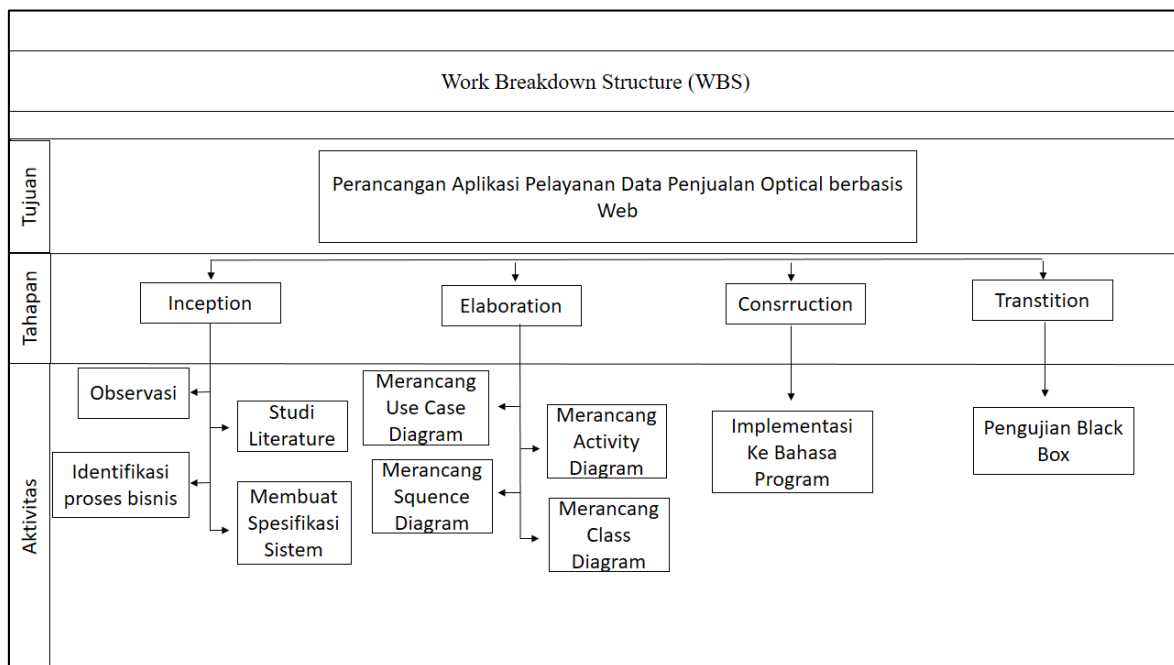 Work Breakdown Structure (WBS)
Tujuan
Perancangan Aplikasi Pelayanan Data Penjualan Optical berbasis
Web
Tahapan
Inception
Elaboration
Consrruction
Transtition
Aktivitas
Observasi
Studi
Literature
Identifikasi
proses bisnis
Membuat
Spesifikasi
Sistem
Merancang
Use Case
Diagram
Merancang
Activity
Diagram
Merancang
Squence
Diagram
Merancang
Class
Diagram
Implementasi
Ke Bahasa
Program
Pengujian Black
Box